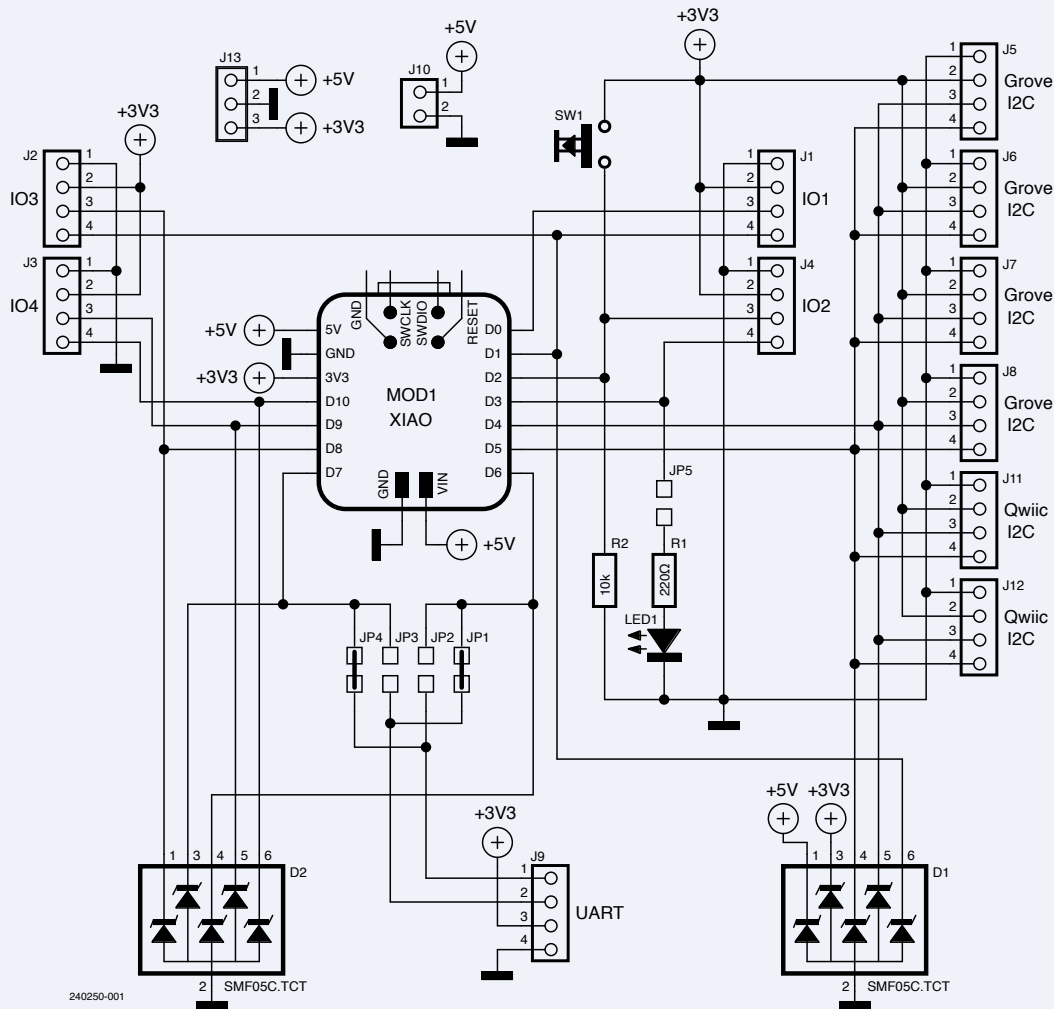 +5V
+3V3
J13
1
2
3
+5V
+3V3
J10
1
2
+3V3
SW1
J2
IO3
1
2
3
4
J3
IO4
1
2
3
4
J1
IO1
1
2
3
4
J4
IO2
1
2
3
4
J5
Grove
I2C
1
2
3
4
J6
Grove
I2C
1
2
3
4
J7
Grove
I2C
1
2
3
4
J8
Grove
I2C
1
2
3
4
J11
Qwiic
I2C
1
2
3
4
J12
Qwiic
I2C
1
2
3
4
+5V
+3V3
GND
SWCLK
SWDIO
RESET
5V
GND
3V3
D10
D9
D8
D7
D0
D1
D2
D3
D4
D5
D6
MOD1
XIAO
GND
VIN
+5V
JP5
R2
10k
R1
220Ω
LED1
JP4
JP3
JP2
JP1
+3V3
J9
1
2
3
4
UART
1
3
4
5
6
D2
2
SMF05C.TCT
+5V
+3V3
1
3
4
5
6
D1
2
SMF05C.TCT
240250-001